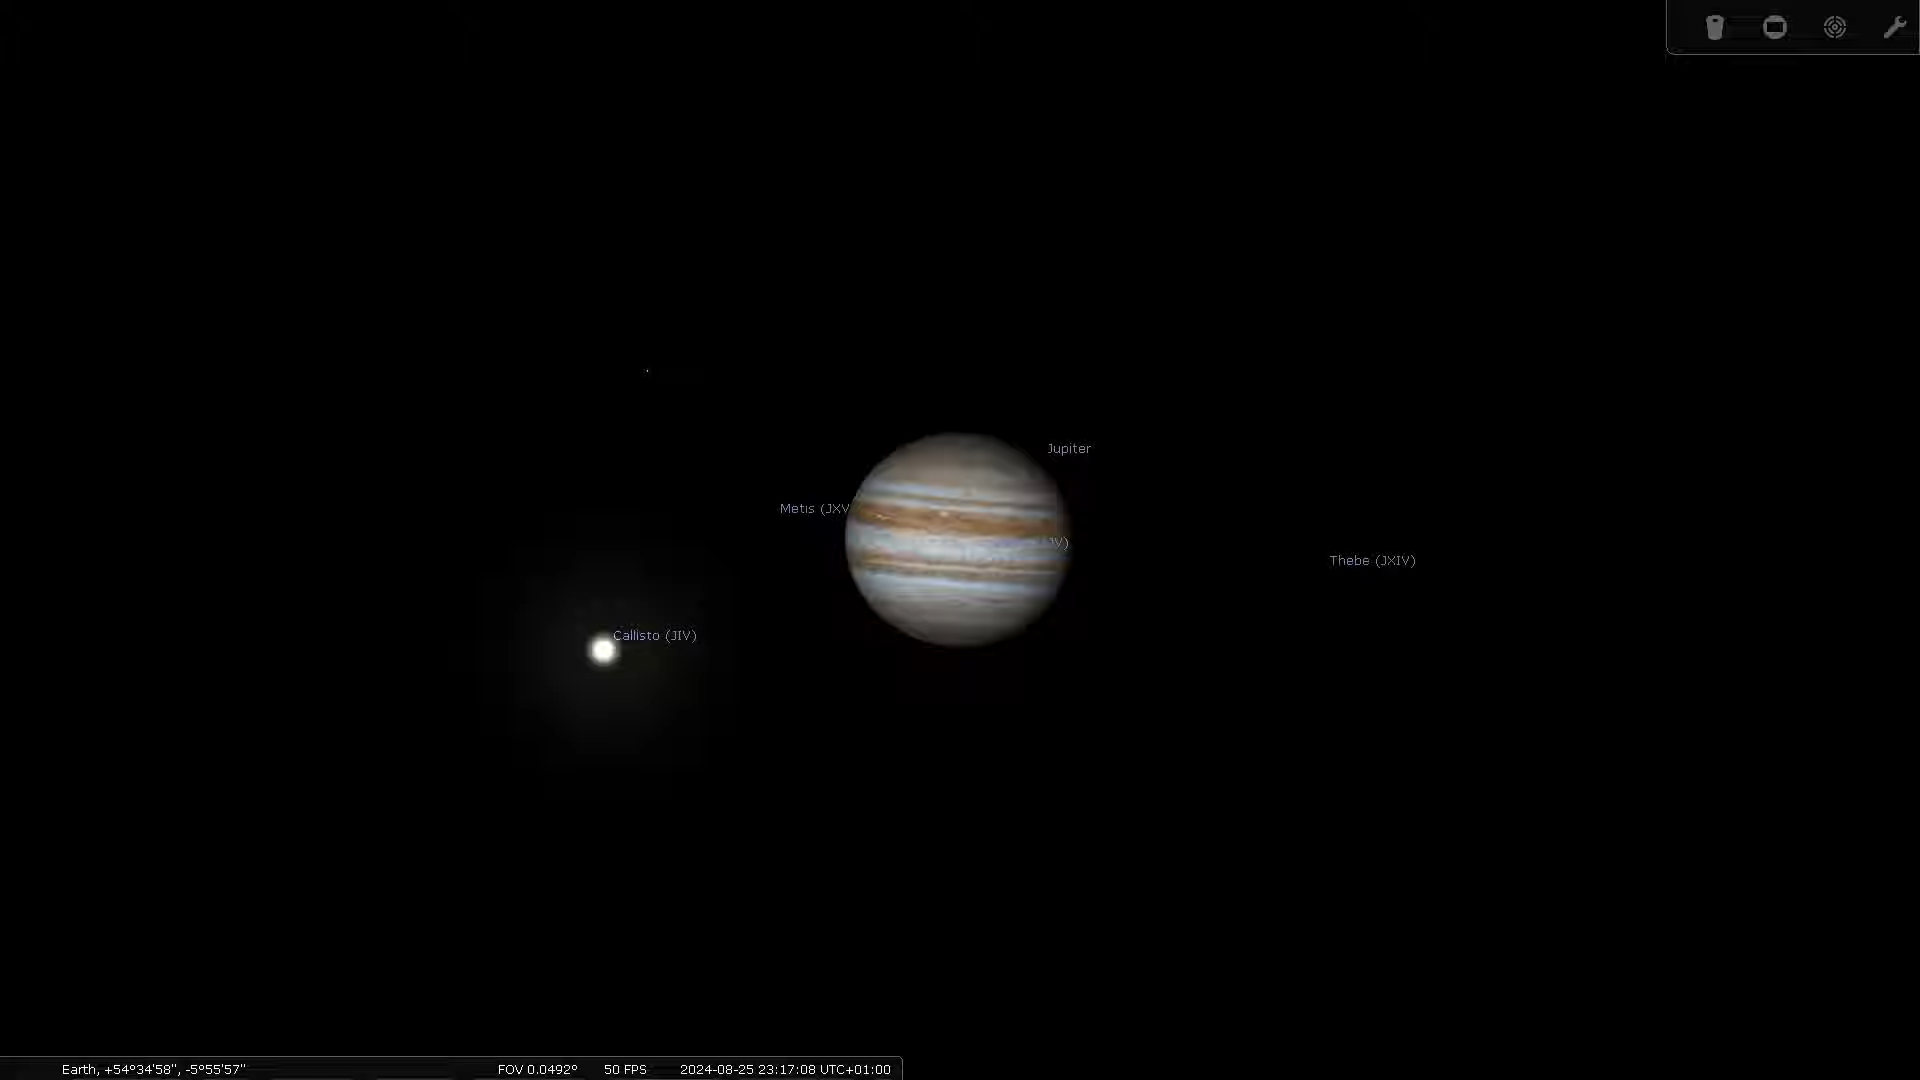 Jupiter
Metis (JXV
JV)
Thebe (JXIV)
Callisto (JIV)
Earth, +54°34'58", -5°55'57" FOV 0.0492° 50 FPS 2024-08-25 23:17:08 UTC+01:00